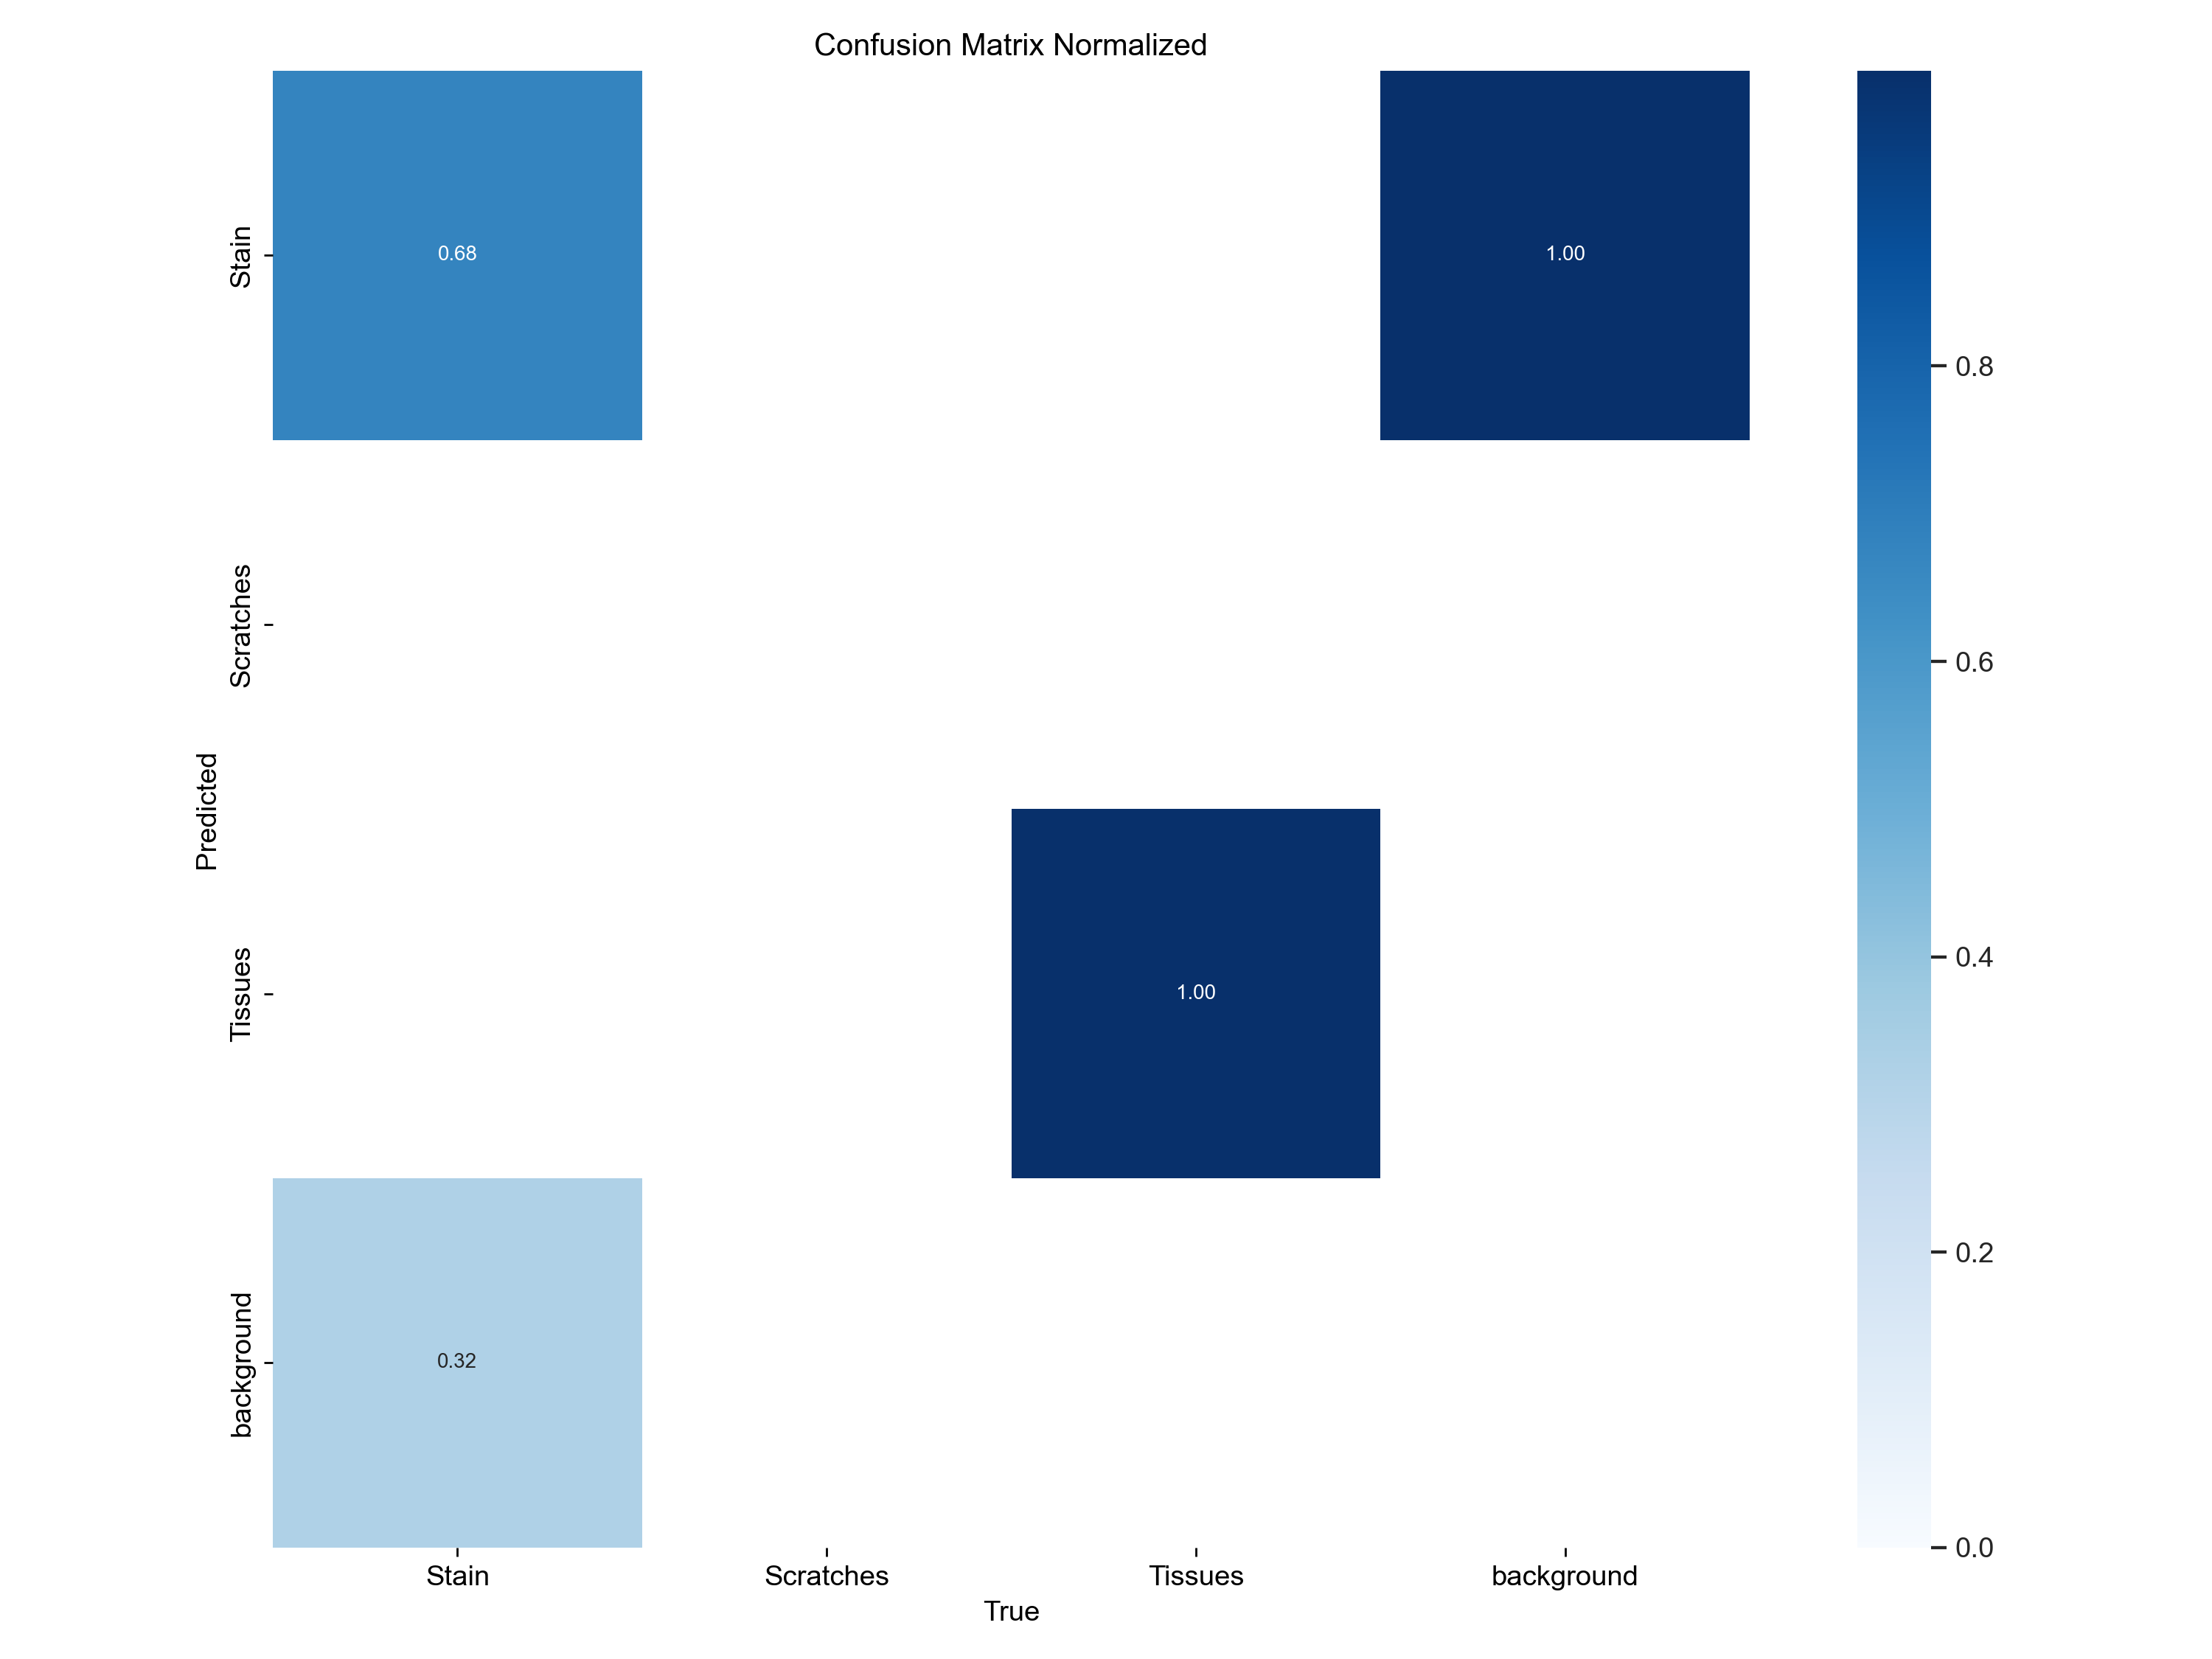 Confusion Matrix Normalized
Stain
0.68
1.00
0.8
Scratches
0.6
Predicted
Tissues
1.00
0.4
background
0.32
0.2
0.0
Stain
Scratches
Tissues
background
True